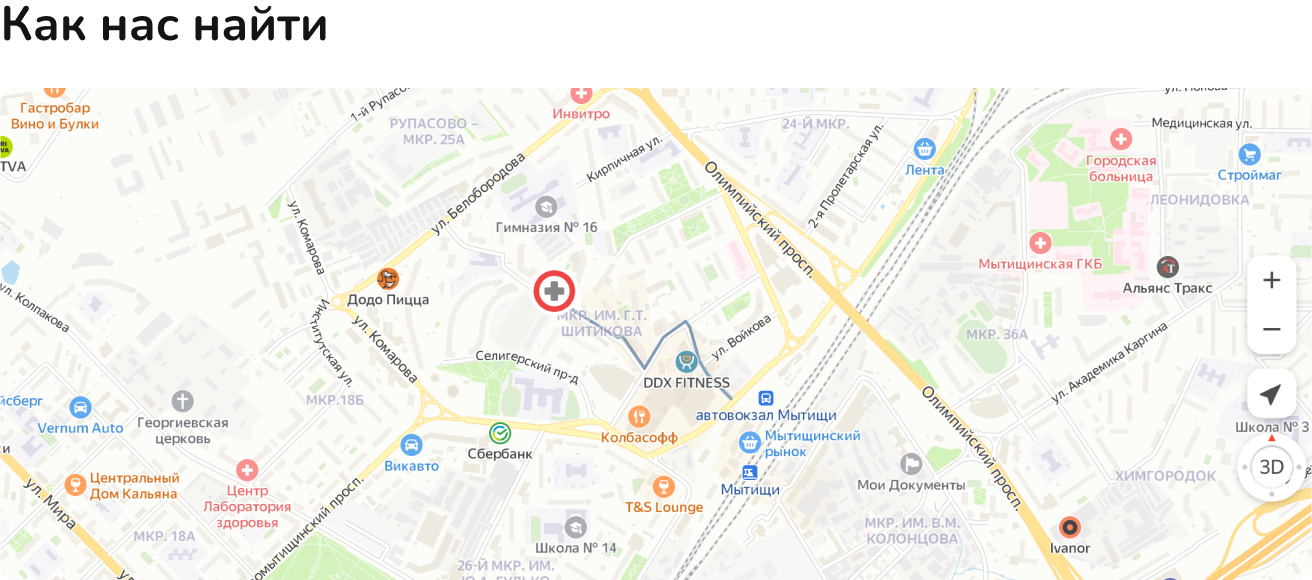 Как нас найти
Гастробар
Вино и Булки
TVA
1-й Рупасо
РУПАСОВО –
МКР. 25А
Инвитро
24-Й МКР.
Кирпичная ул.
ул. Белобородова
Олимпийский просп.
2-я Пролетарская ул.
Лента
ул. Попова
Медицинская ул.
Городская
больница
Строймаг
ЛЕОНИДОВКА
Гимназия № 16
ул. Комарова
Мытищинская ГКБ
Альянс Тракс
Додо Пицца
ул. Колпакова
Институтская ул.
ул. Комарова
МКР. ИМ. Г.Т.
ШИТИКОВА
ул. Войкова
МКР. 36А
ул. Академика Каргина
Селигерский пр-д
DDX FITNESS
МКР.18Б
йсберг
Vernum Auto
Георгиевская
церковь
автовокзал Мытищи
Олимпийский просп.
Школа № 3
3D
Колбасофф
Мытищинский
рынок
Сбербанк
Викавто
Центральный
Дом Кальяна
Центр
Лаборатория
здоровья
Мытищи
Мои Документы
ХИМГОРОДОК
ул. Мира
T&S Lounge
омытищинский просп.
МКР. 18А
Школа № 14
МКР. ИМ. В.М.
КОЛОНЦОВА
Ivanor
26-Й МКР. ИМ.